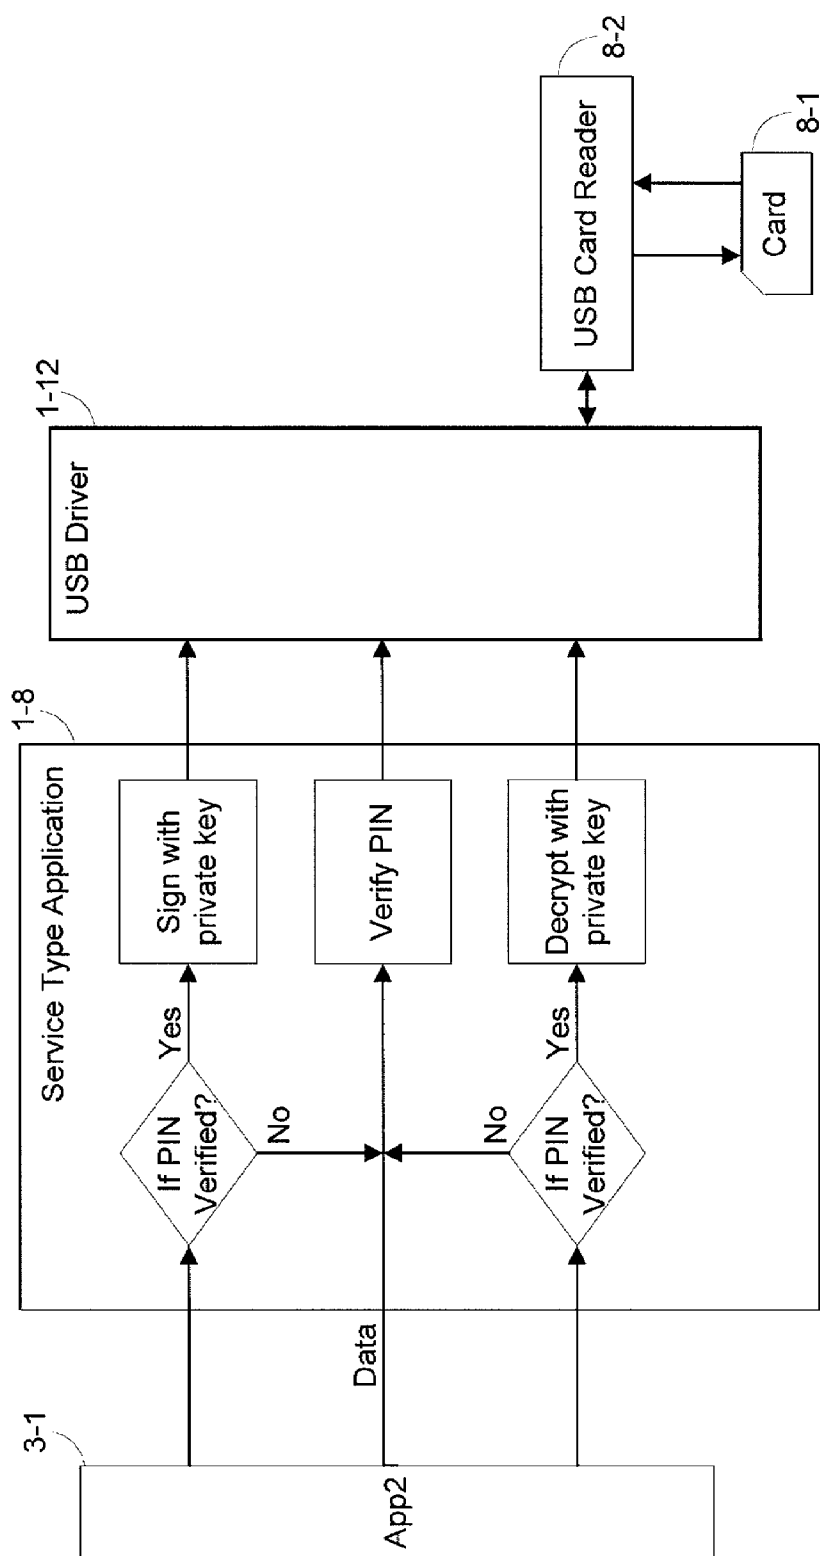 3-1
App2
Data
1-8
Service Type Application
If PIN
Verified?
Yes
No
Sign with
private key
Verify PIN
If PIN
Verified?
Yes
No
Decrypt with
private key
1-12
USB Driver
8-2
USB Card Reader
8-1
Card